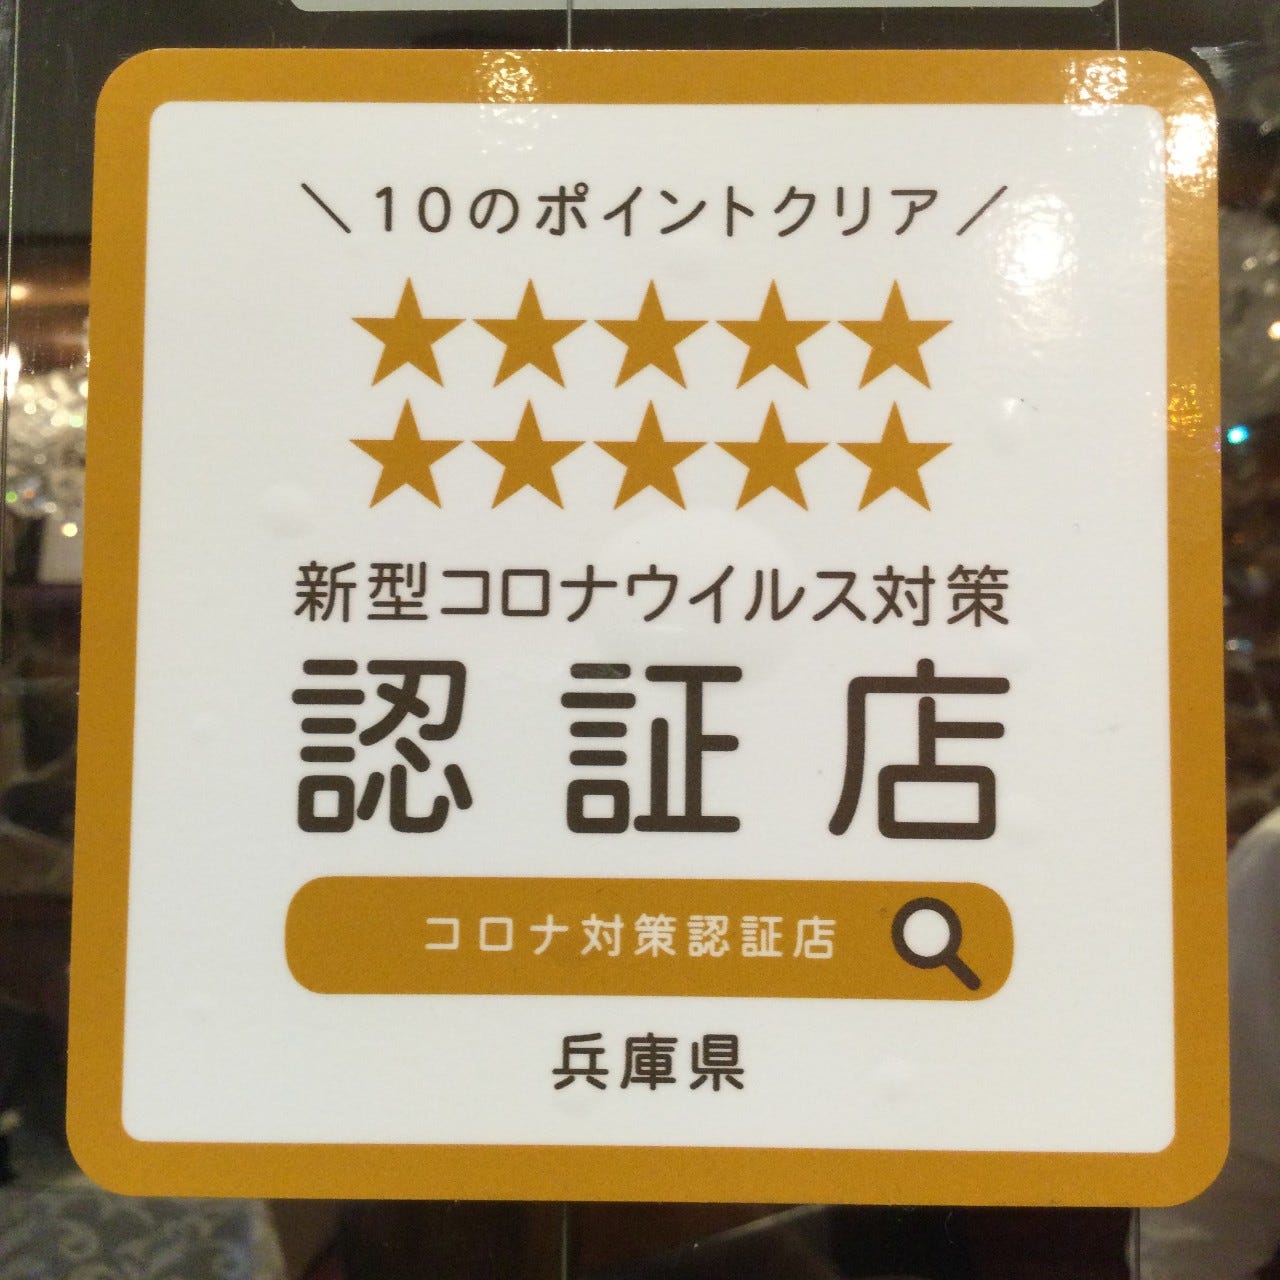 \10のポイントクリア/
★★★★★
★★★★★
新型コロナウイルス対策
認証店
コロナ対策認証店
兵庫県